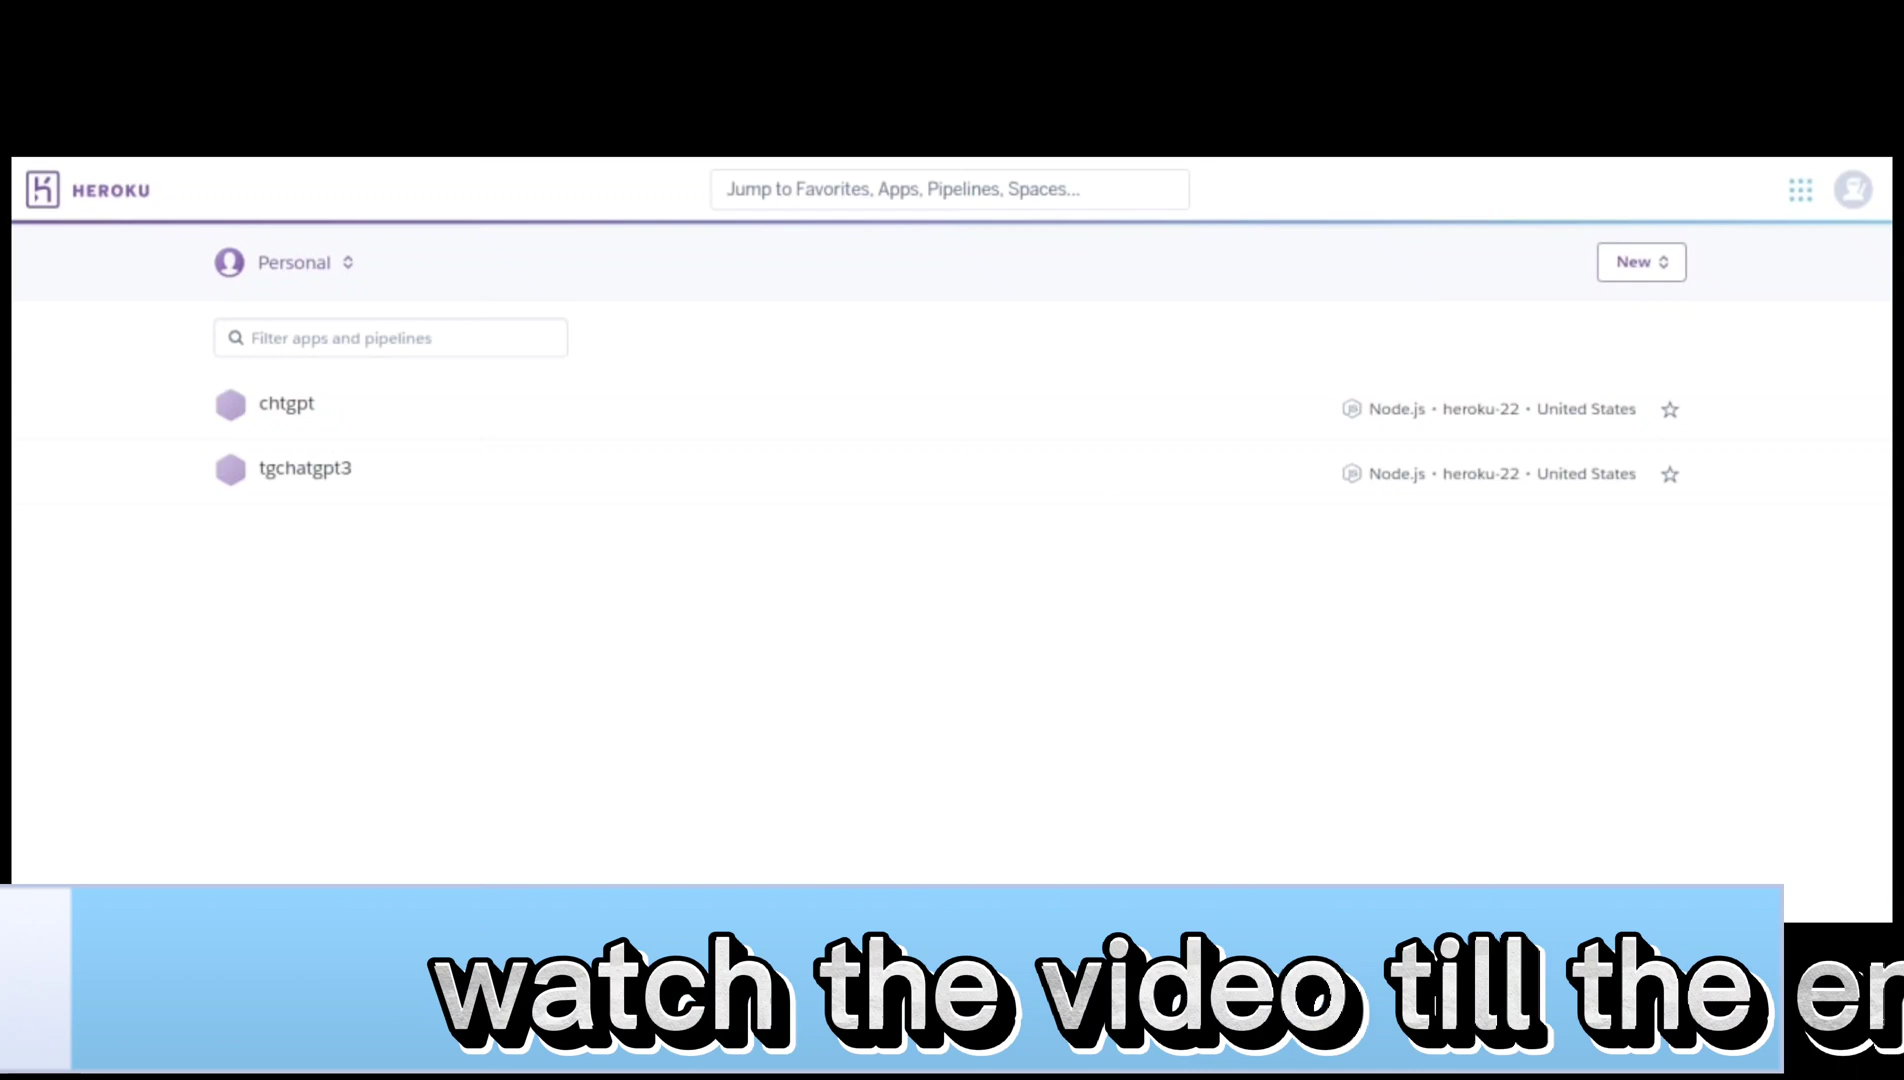 HEROKU
Jump to Favorites, Apps, Pipelines, Spaces...
Personal
New
Filter apps and pipelines
chtgpt
Node.js • heroku-22 • United States
tgchatgpt3
Node.js • heroku-22 • United States
watch the video till the